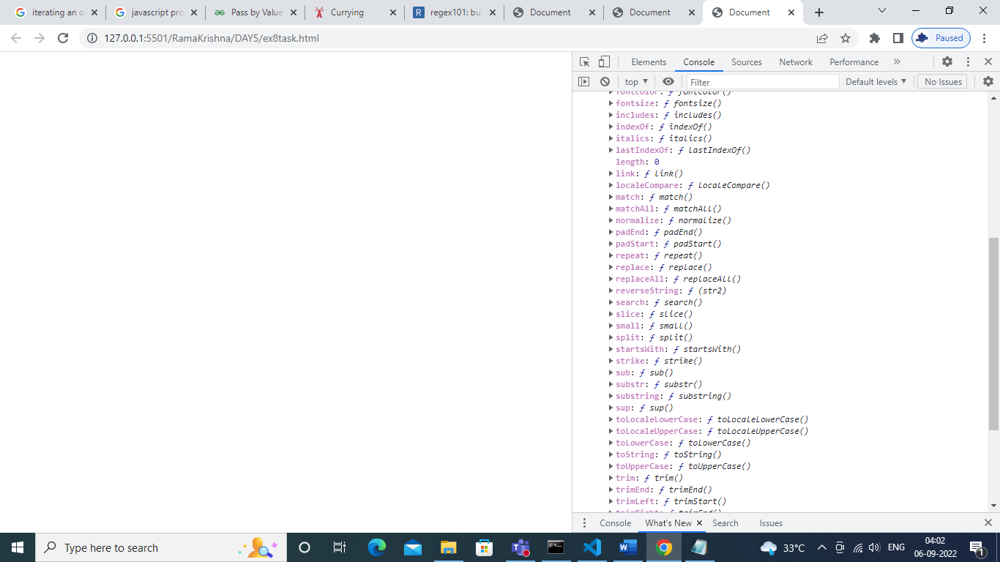 iterating an o
javascript pro
Pass by Value
Currying
regex101: bui
Document
Document
Document
127.0.0.1:5501/RamaKrishna/DAY5/ex8task.html
Paused
Elements Console Sources Network Performance »
top ▼ Filter Default levels ▼ No Issues
fontcolor: ƒ fontcolor()
fontsize: ƒ fontsize()
includes: ƒ includes()
indexOf: ƒ indexOf()
italics: ƒ italics()
lastIndexOf: ƒ lastIndexOf()
length: 0
link: ƒ link()
localeCompare: ƒ localeCompare()
match: ƒ match()
matchAll: ƒ matchAll()
normalize: ƒ normalize()
padEnd: ƒ padEnd()
padStart: ƒ padStart()
repeat: ƒ repeat()
replace: ƒ replace()
replaceAll: ƒ replaceAll()
reverseString: ƒ (str2)
search: ƒ search()
slice: ƒ slice()
small: ƒ small()
split: ƒ split()
startsWith: ƒ startsWith()
strike: ƒ strike()
sub: ƒ sub()
substr: ƒ substr()
substring: ƒ substring()
sup: ƒ sup()
toLocaleLowerCase: ƒ toLocaleLowerCase()
toLocaleUpperCase: ƒ toLocaleUpperCase()
toLowerCase: ƒ toLowerCase()
toString: ƒ toString()
toUpperCase: ƒ toUpperCase()
trim: ƒ trim()
trimEnd: ƒ trimEnd()
trimLeft: ƒ trimStart()
trimRight: ƒ trimEnd()
Console What's New Search Issues
Type here to search
33°C ENG 04:02
06-09-2022
1